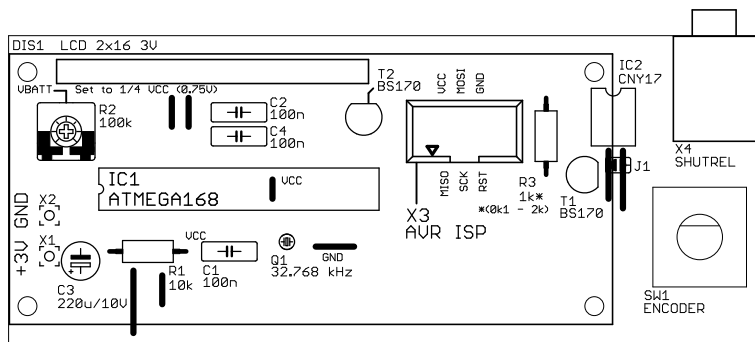 DIS1 LCD 2x16 3V
VBATT
Set to 1/4 VCC (0.75V)
R2
100k
C2
100n
C4
100n
T2
BS170
VCC
MOSI
GND
IC2
CNY17
X4
SHUTREL
J1
IC1
ATMEGA168
VCC
MISO
SCK
RST
R3
1k*
*(0k1 - 2k)
T1
BS170
X3
AVR ISP
X2
X1
+3V GND
C3
220u/10V
R1
10k
VCC
C1
100n
Q1
32.768 kHz
GND
SW1
ENCODER